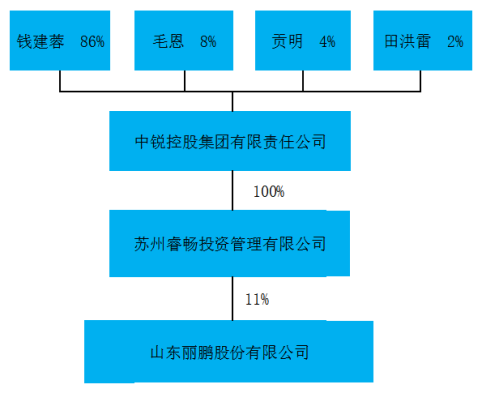 钱建蓉 86%
毛恩 8%
贡明 4%
田洪雷 2%
中锐控股集团有限责任公司
100%
苏州睿畅投资管理有限公司
11%
山东丽鹏股份有限公司